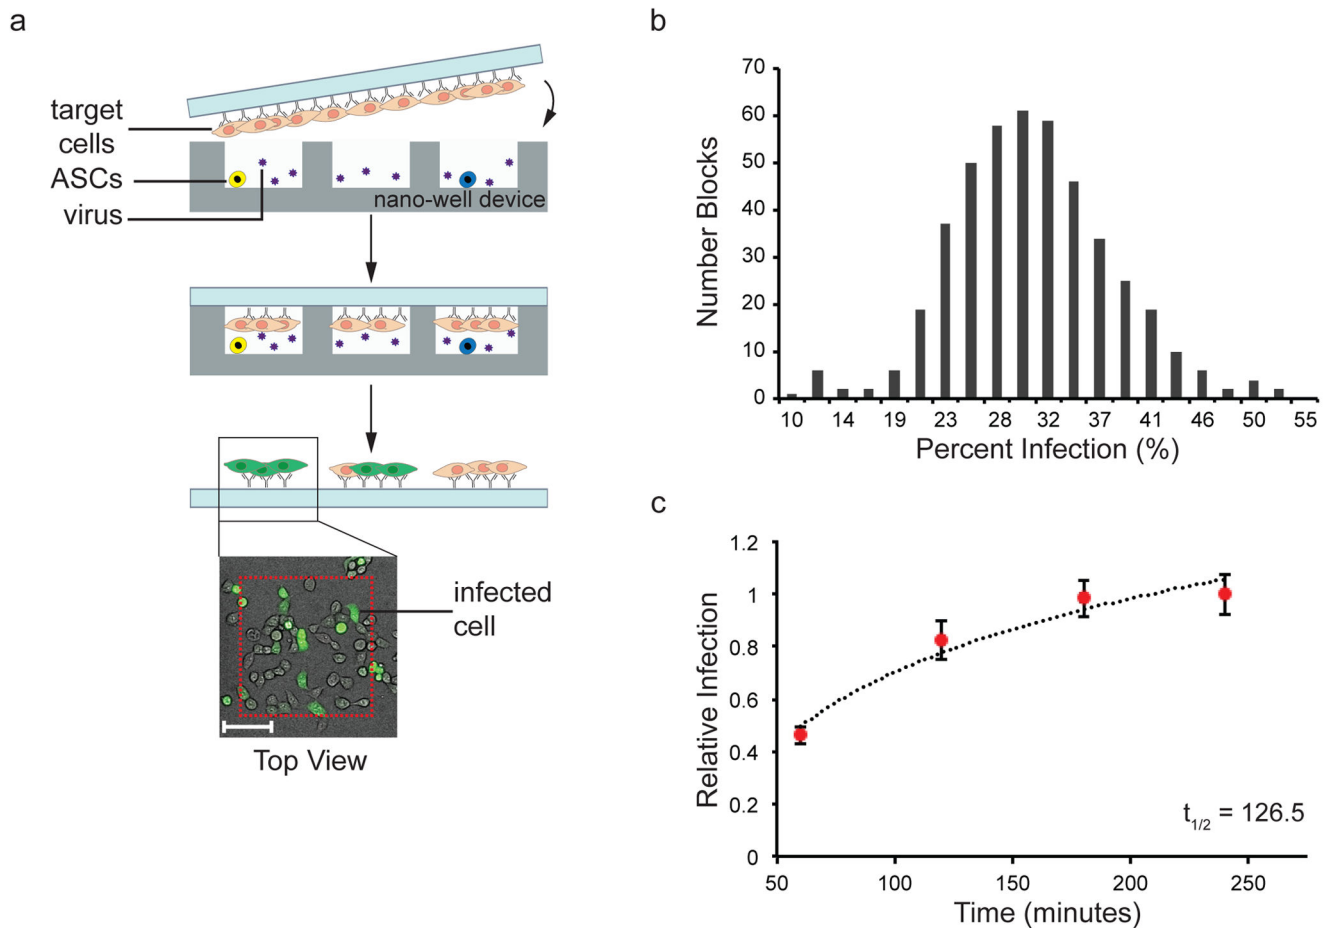 a
target
cells
ASCs
virus
nano-well device
infected
cell
Top View
b
Number Blocks
70
60
50
40
30
20
10
0
10 14 19 23 28 32 37 41 46 50 55
Percent Infection (%)
c
Relative Infection
1.2
1
0.8
0.6
0.4
0.2
0
t1/2 = 126.5
50 100 150 200 250
Time (minutes)